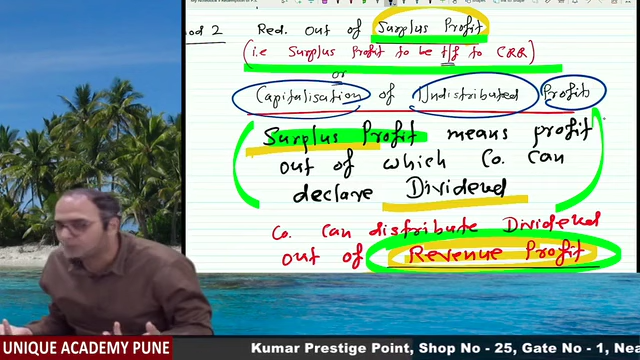 od 2 Red. Out of Surplus Profit
(i.e Surplus Profit to be t/f to CRR)
or
Capitalisation of Undistributed Profits
Surplus Profit means profit
out of which Co. Can
declare Dividend
Co. Can distribute Dividend
out of Revenue Profit
UNIQUE ACADEMY PUNE
Kumar Prestige Point, Shop No - 25, Gate No - 1, Nea